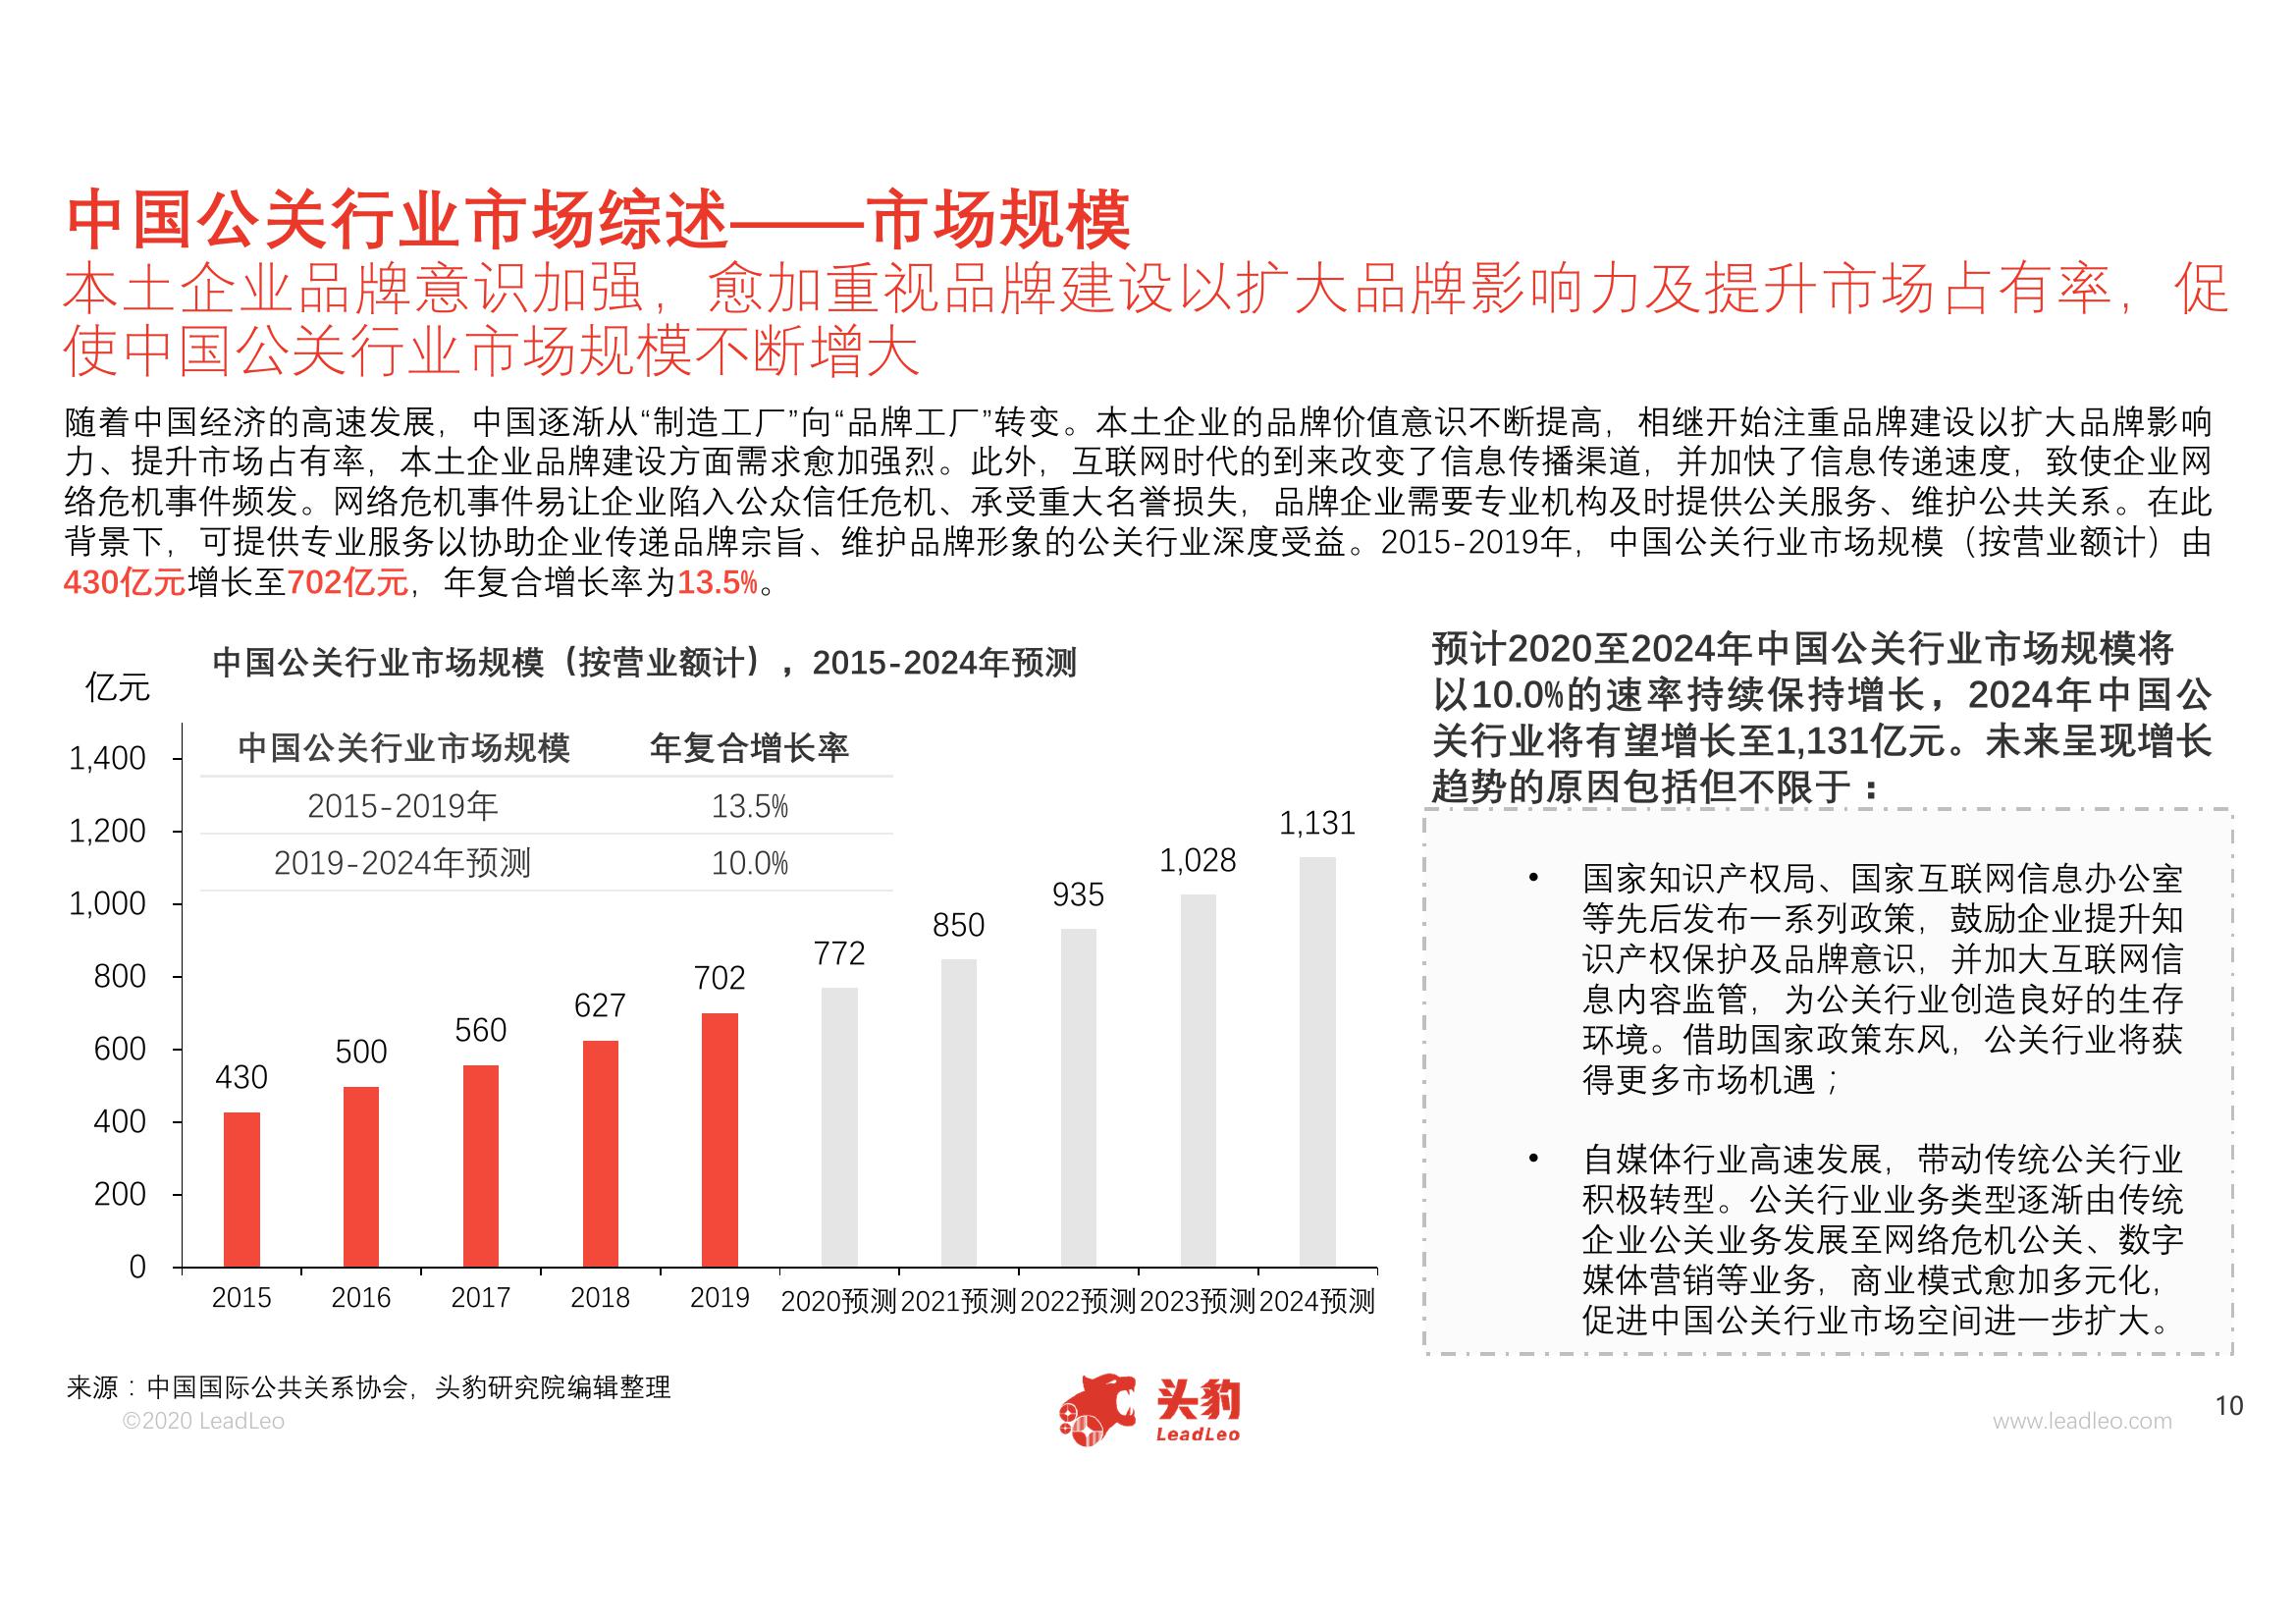 中国公关行业市场综述——市场规模
本土企业品牌意识加强，愈加重视品牌建设以扩大品牌影响力及提升市场占有率，促
使中国公关行业市场规模不断增大
随着中国经济的高速发展，中国逐渐从“制造工厂”向“品牌工厂”转变。本土企业的品牌价值意识不断提高，相继开始注重品牌建设以扩大品牌影响
力、提升市场占有率，本土企业品牌建设方面需求愈加强烈。此外，互联网时代的到来改变了信息传播渠道，并加快了信息传递速度，致使企业网
络危机事件频发。网络危机事件易让企业陷入公众信任危机、承受重大名誉损失，品牌企业需要专业机构及时提供公关服务、维护公共关系。在此
背景下，可提供专业服务以协助企业传递品牌宗旨、维护品牌形象的公关行业深度受益。2015-2019年，中国公关行业市场规模（按营业额计）由
430亿元增长至702亿元，年复合增长率为13.5%。
中国公关行业市场规模（按营业额计），2015-2024年预测
亿元
中国公关行业市场规模 年复合增长率
2015-2019年 13.5%
2019-2024年预测 10.0%
1,400
1,200
1,000
800
600
400
200
0
430
500
560
627
702
772
850
935
1,028
1,131
2015 2016 2017 2018 2019 2020预测 2021预测 2022预测 2023预测 2024预测
预计2020至2024年中国公关行业市场规模将
以10.0%的速率持续保持增长，2024年中国公
关行业将有望增长至1,131亿元。未来呈现增长
趋势的原因包括但不限于：
• 国家知识产权局、国家互联网信息办公室
等先后发布一系列政策，鼓励企业提升知
识产权保护及品牌意识，并加大互联网信
息内容监管，为公关行业创造良好的生存
环境。借助国家政策东风，公关行业将获
得更多市场机遇；
• 自媒体行业高速发展，带动传统公关行业
积极转型。公关行业业务类型逐渐由传统
企业公关业务发展至网络危机公关、数字
媒体营销等业务，商业模式愈加多元化，
促进中国公关行业市场空间进一步扩大。
来源：中国国际公共关系协会，头豹研究院编辑整理
©2020 LeadLeo
头豹
LeadLeo
www.leadleo.com
10